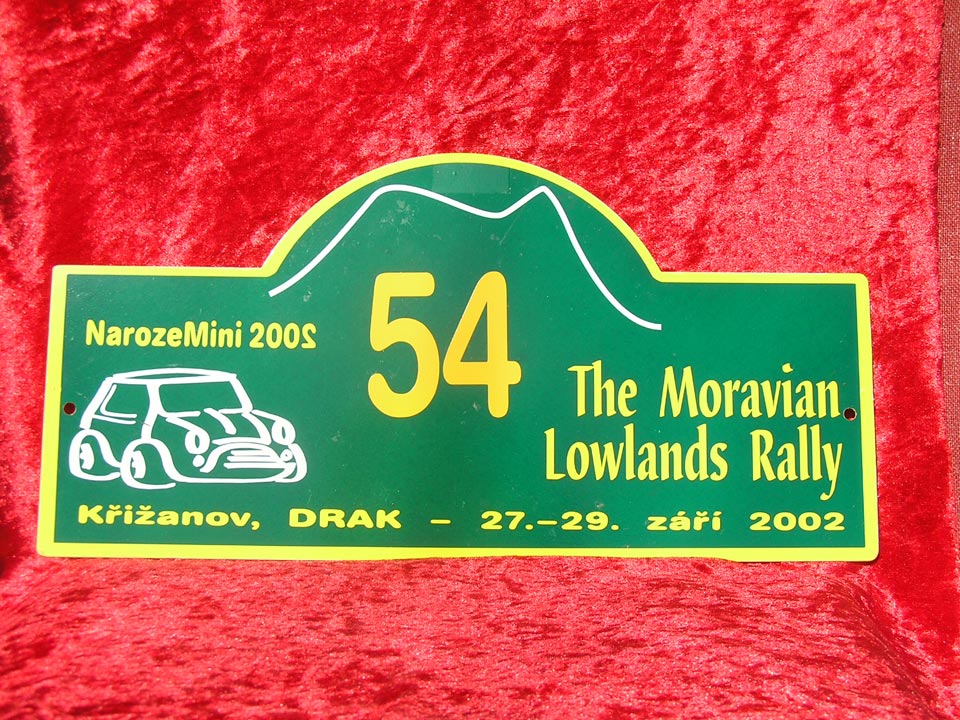 NarozeMini 2002
54
The Moravian
Lowlands Rally
Křižanov, DRAK – 27.–29. září 2002